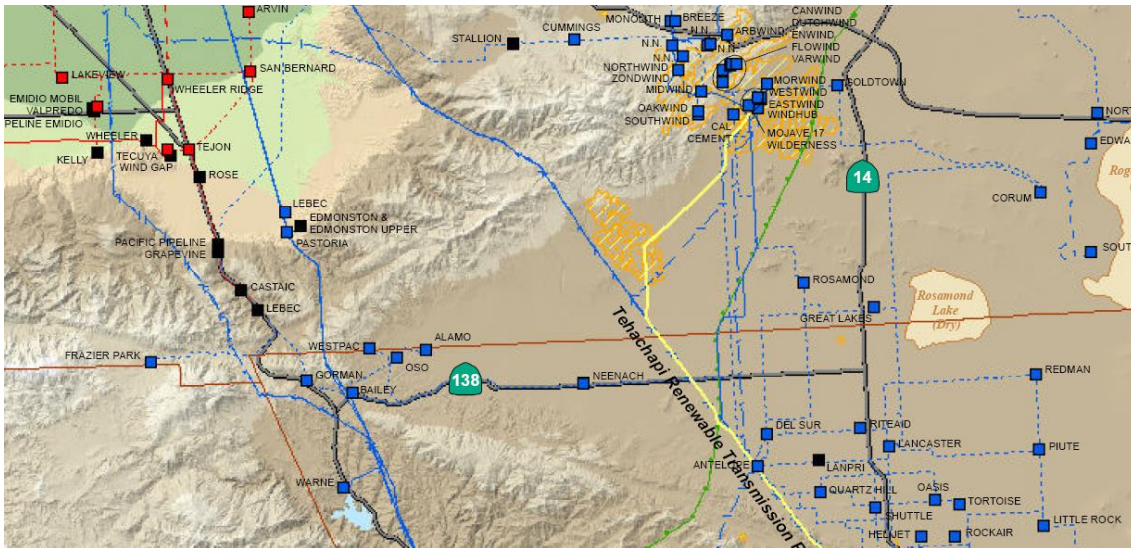 ARVIN
MONOLITH
BREEZE
CANWIND
DUTCHWIND
ENWIND
FLOWIND
VARWIND
CUMMINGS
STALLION
N.N.
ARBWIND
N.N.
N.N.
N.N.
LAKEVIEW
SAN BERNARD
WHEELER RIDGE
NORTHWIND
ZONDWIND
MIDWIND
MORWIND
WESTWIND
EASTWIND
WINDHUB
GOLDTOWN
EMIDIO MOBIL
VALPREDO
PELINE EMIDIO
OAKWIND
SOUTHWIND
CAL
CEMENT
MOJAVE 17
WILDERNESS
NORT
EDWA
WHEELER
TEJON
KELLY
TECUYA
WIND GAP
ROSE
14
Rog
CORUM
LEBEC
EDMONSTON &
EDMONSTON UPPER
PASTORIA
PACIFIC PIPELINE
GRAPEVINE
SOUT
CASTAIC
LEBEC
ROSAMOND
GREAT LAKES
Rosamond
Lake
(Dry)
Tehachapi Renewable Transmission P
FRAZIER PARK
WESTPAC
ALAMO
OSO
GORMAN
BAILEY
138
NEENACH
REDMAN
DEL SUR
RITEAID
LANCASTER
PIUTE
ANTELOPE
LANPRI
WARNE
QUARTZ HILL
OASIS
TORTOISE
SHUTTLE
LITTLE ROCK
HELIJET
ROCKAIR